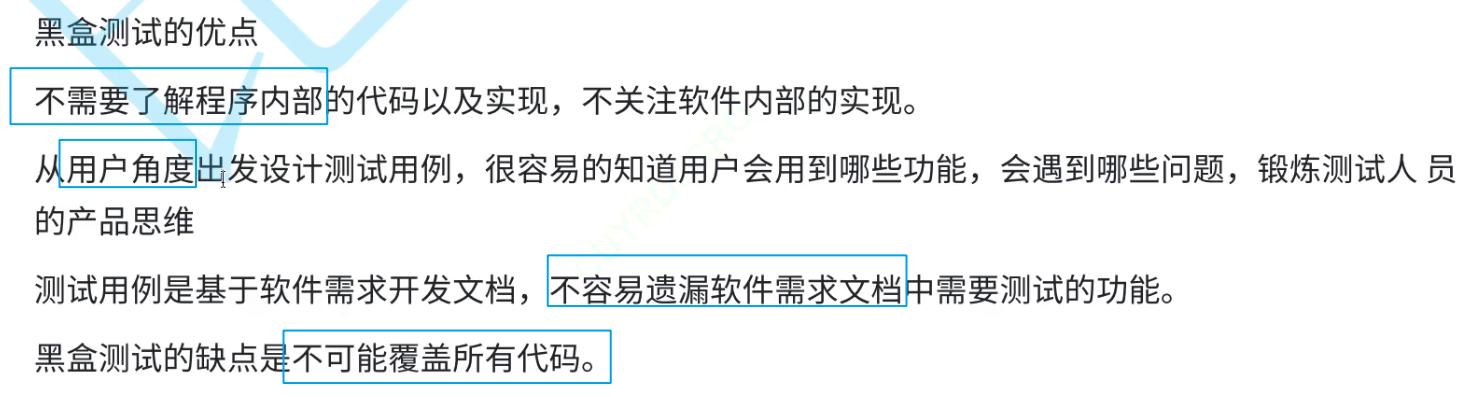 黑盒测试的优点
不需要了解程序内部的代码以及实现，不关注软件内部的实现。
从用户角度出发设计测试用例，很容易的知道用户会用到哪些功能，会遇到哪些问题，锻炼测试人 员
的产品思维
测试用例是基于软件需求开发文档，不容易遗漏软件需求文档中需要测试的功能。
黑盒测试的缺点是不可能覆盖所有代码。